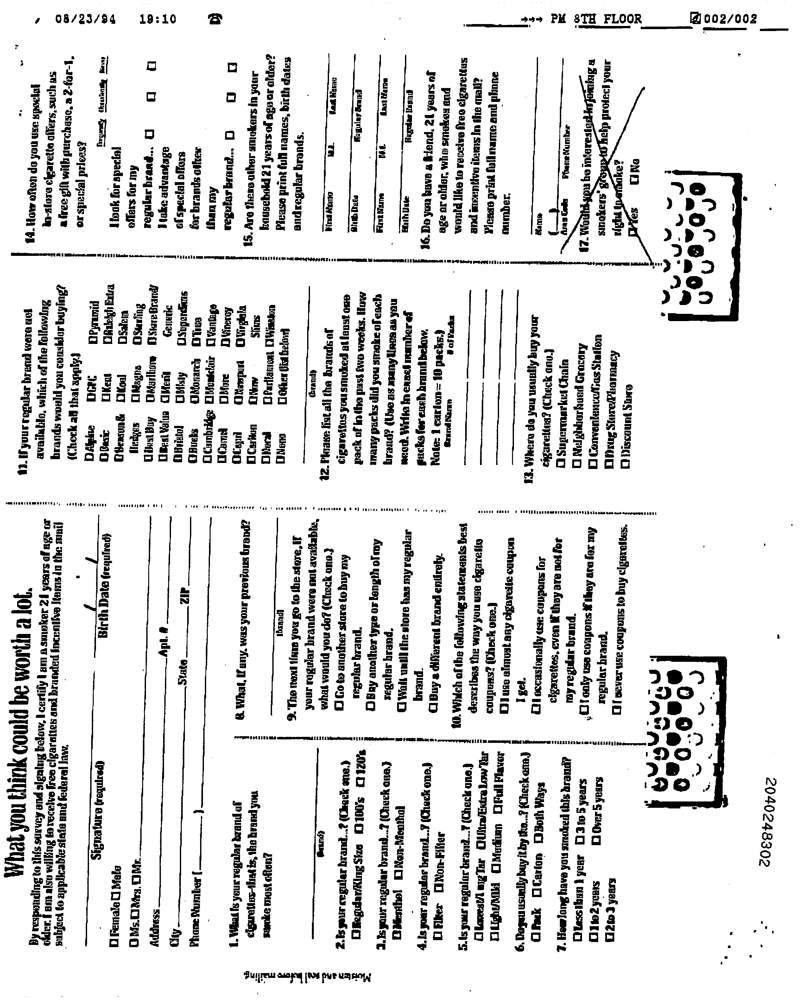 08/23/94 19:10 ☎ →→→ PM 8TH FLOOR 002/002
What you think could be worth a lot.
By responding to this survey and signing below, I certify I am a smoker 21 years of age or
older. I am also willing to receive free cigarettes and branded incentive items in the mail
subject to applicable state and federal law.
Signature (required)
Birth Date (required)
☐ Female ☐ Male
☐ Ms. ☐ Mrs. ☐ Mr.
Address Apt. #
City State ZIP
Phone Number ( )
1. What is your regular brand of
cigarettes-that is, the brand you
smoke most often?
(brand)
2. Is your regular brand...? (Check one.)
☐ Regular/King Size ☐ 100's ☐ 120's
3. Is your regular brand...? (Check one.)
☐ Menthol ☐ Non-Menthol
4. Is your regular brand...? (Check one.)
☐ Filter ☐ Non-Filter
5. Is your regular brand...? (Check one.)
☐ Lowest/1 mg Tar ☐ Ultra/Extra Low Tar
☐ Light/Mild ☐ Medium ☐ Full Flavor
6. Do you usually buy it by the...? (Check one.)
☐ Pack ☐ Carton ☐ Both Ways
7. How long have you smoked this brand?
☐ Less than 1 year ☐ 3 to 5 years
☐ 1 to 2 years ☐ Over 5 years
☐ 2 to 3 years
8. What, if any, was your previous brand?
(brand)
9. The next time you go to the store, if
your regular brand were not available,
what would you do? (Check one.)
☐ Go to another store to buy my
regular brand.
☐ Buy another type or length of my
regular brand.
☐ Wait until the store has my regular
brand.
☐ Buy a different brand entirely.
10. Which of the following statements best
describes the way you use cigarette
coupons? (Check one.)
☐ I use almost any cigarette coupon
I get.
☐ I occasionally use coupons for
cigarettes, even if they are not for
my regular brand.
☐ I only use coupons if they are for my
regular brand.
☐ I never use coupons to buy cigarettes.
11. If your regular brand were not
available, which of the following
brands would you consider buying?
(Check all that apply.)
☐ Alpine ☐ GPC ☐ Pyramid
☐ Basic ☐ Kent ☐ Raleigh Extra
☐ Benson & ☐ Kool ☐ Salem
Hedges ☐ Magna ☐ Sterling
☐ Best Buy ☐ Marlboro ☐ Store Brand/
☐ Best Value ☐ Merit Generic
☐ Bristol ☐ Misty ☐ Superslims
☐ Bucks ☐ Monarch ☐ True
☐ Cambridge ☐ Montclair ☐ Vantage
☐ Camel ☐ More ☐ Viceroy
☐ Capri ☐ Newport ☐ Virginia
☐ Carlton ☐ Now Slims
☐ Doral ☐ Parliament ☐ Winston
☐ None ☐ Other (list below)
(brand)
12. Please list all the brands of
cigarettes you smoked at least one
pack of in the past two weeks. How
many packs did you smoke of each
brand? (Use as many lines as you
need. Write in exact number of
packs for each brand below.
Note: 1 carton = 10 packs.)
Brand Name # of Packs
13. Where do you usually buy your
cigarettes? (Check one.)
☐ Supermarket Chain
☐ Neighborhood Grocery
☐ Convenience/Gas Station
☐ Drug Store/Pharmacy
☐ Discount Store
14. How often do you use special
in-store cigarette offers, such as
a free gift with purchase, a 2-for-1,
or special prices?
Frequently Occasionally Never
I look for special
offers for my
regular brand... ☐ ☐ ☐
I take advantage
of special offers
for brands other
than my
regular brand... ☐ ☐ ☐
15. Are there other smokers in your
household 21 years of age or older?
Please print full names, birth dates
and regular brands.
First Name M.I. Last Name
Birth Date Regular Brand
First Name M.I. Last Name
Birth Date Regular Brand
16. Do you have a friend, 21 years of
age or older, who smokes and
would like to receive free cigarettes
and incentive items in the mail?
Please print full name and phone
number.
Name
( )
Area Code Phone Number
17. Would you be interested in joining a
smokers' group to help protect your
right to smoke?
☐ Yes ☐ No
Moisten and seal before mailing
2040248302